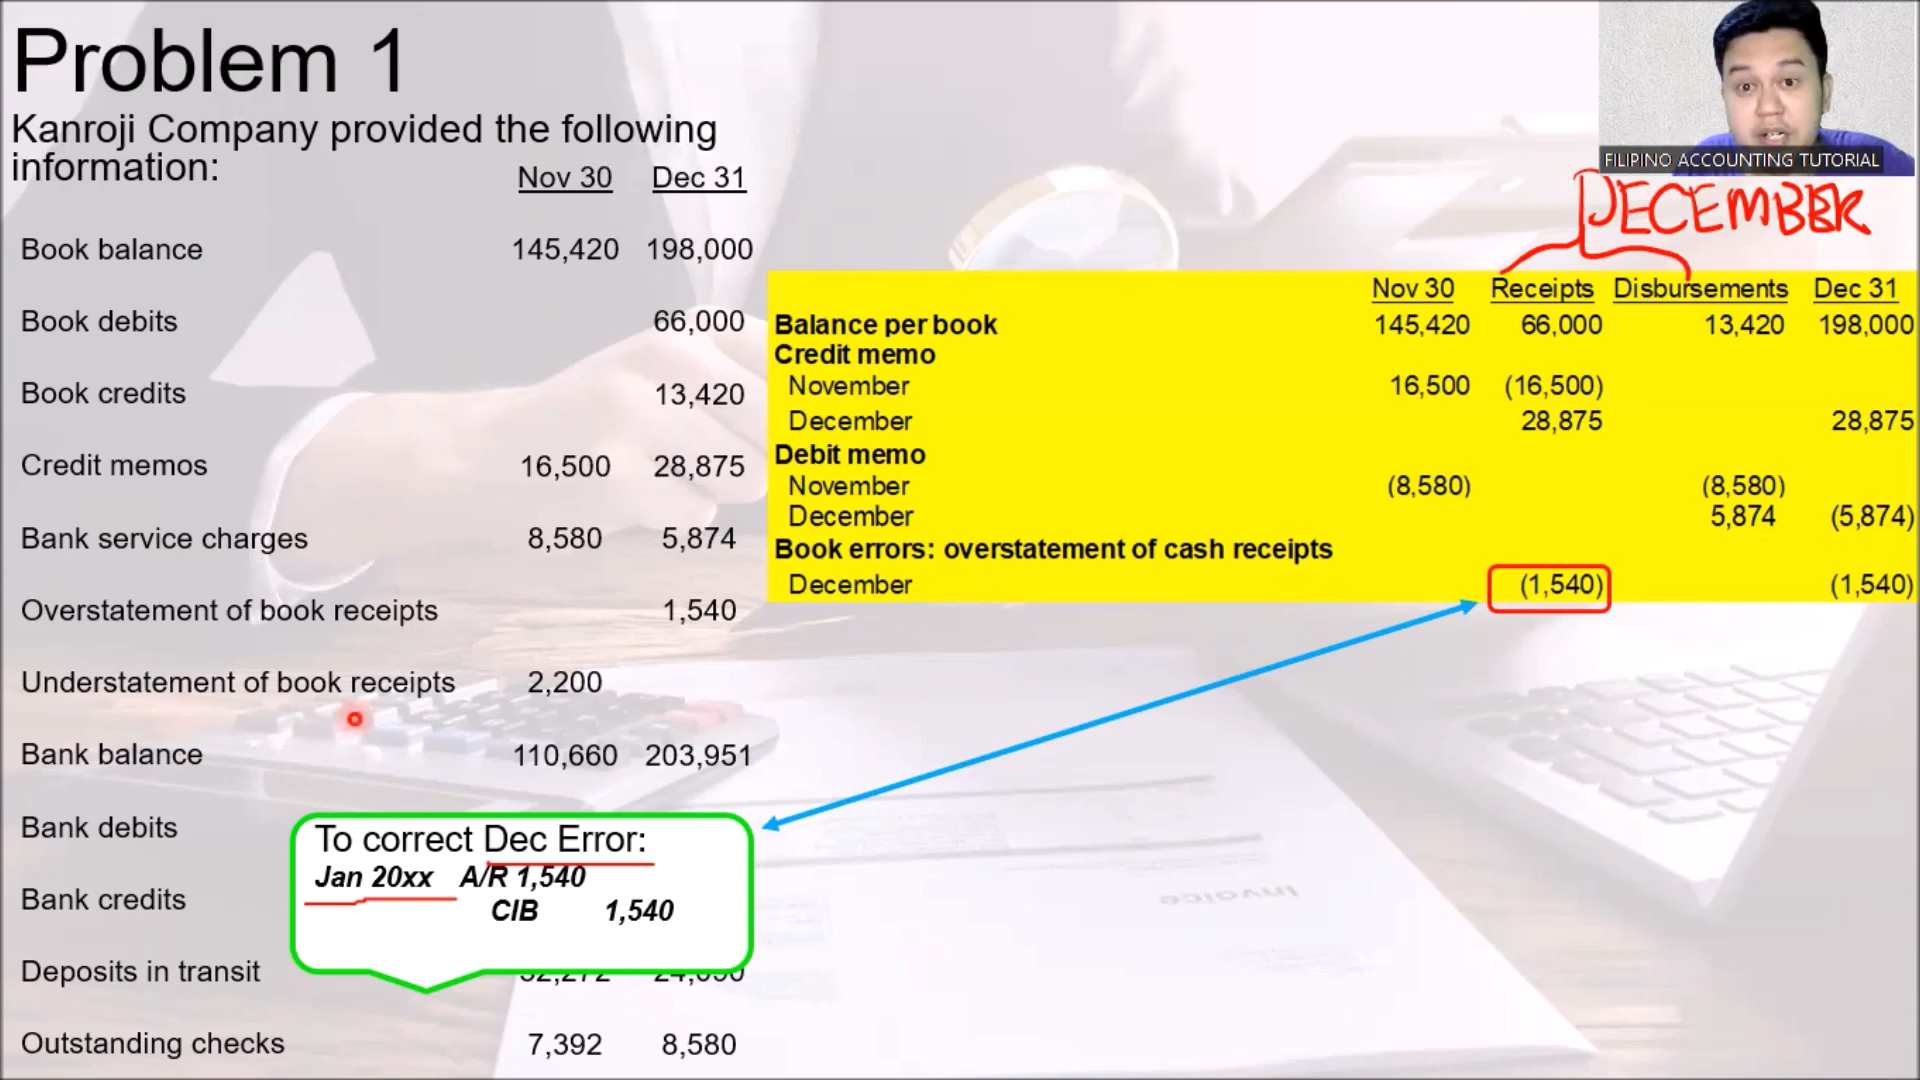 Problem 1
Kanroji Company provided the following
information:
Nov 30 Dec 31
Book balance 145,420 198,000
Book debits 66,000
Book credits 13,420
Credit memos 16,500 28,875
Bank service charges 8,580 5,874
Overstatement of book receipts 1,540
Understatement of book receipts 2,200
Bank balance 110,660 203,951
Bank debits
Bank credits
Deposits in transit
Outstanding checks 7,392 8,580
To correct Dec Error:
Jan 20xx A/R 1,540
CIB 1,540
FILIPINO ACCOUNTING TUTORIAL
DECEMBER
Nov 30 Receipts Disbursements Dec 31
Balance per book 145,420 66,000 13,420 198,000
Credit memo
November 16,500 (16,500)
December 28,875 28,875
Debit memo
November (8,580) (8,580)
December 5,874 (5,874)
Book errors: overstatement of cash receipts
December (1,540) (1,540)
Invoice